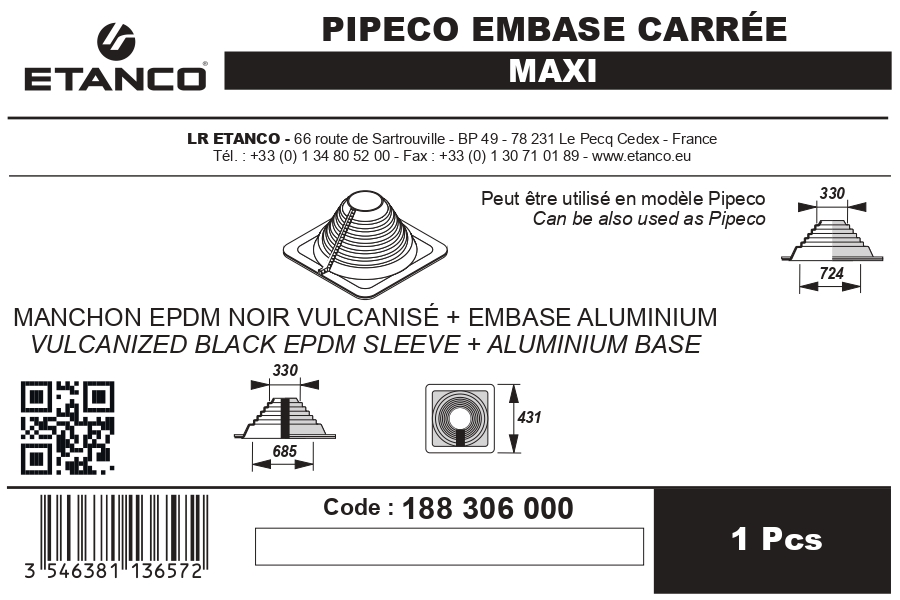 ETANCO®
PIPECO EMBASE CARRÉE
MAXI
LR ETANCO - 66 route de Sartrouville - BP 49 - 78 231 Le Pecq Cedex - France
Tél. : +33 (0) 1 34 80 52 00 - Fax : +33 (0) 1 30 71 01 89 - www.etanco.eu
Peut être utilisé en modèle Pipeco
Can be also used as Pipeco
330
724
MANCHON EPDM NOIR VULCANISÉ + EMBASE ALUMINIUM
VULCANIZED BLACK EPDM SLEEVE + ALUMINIUM BASE
330
685
431
Code : 188 306 000
1 Pcs
3 546381 136572